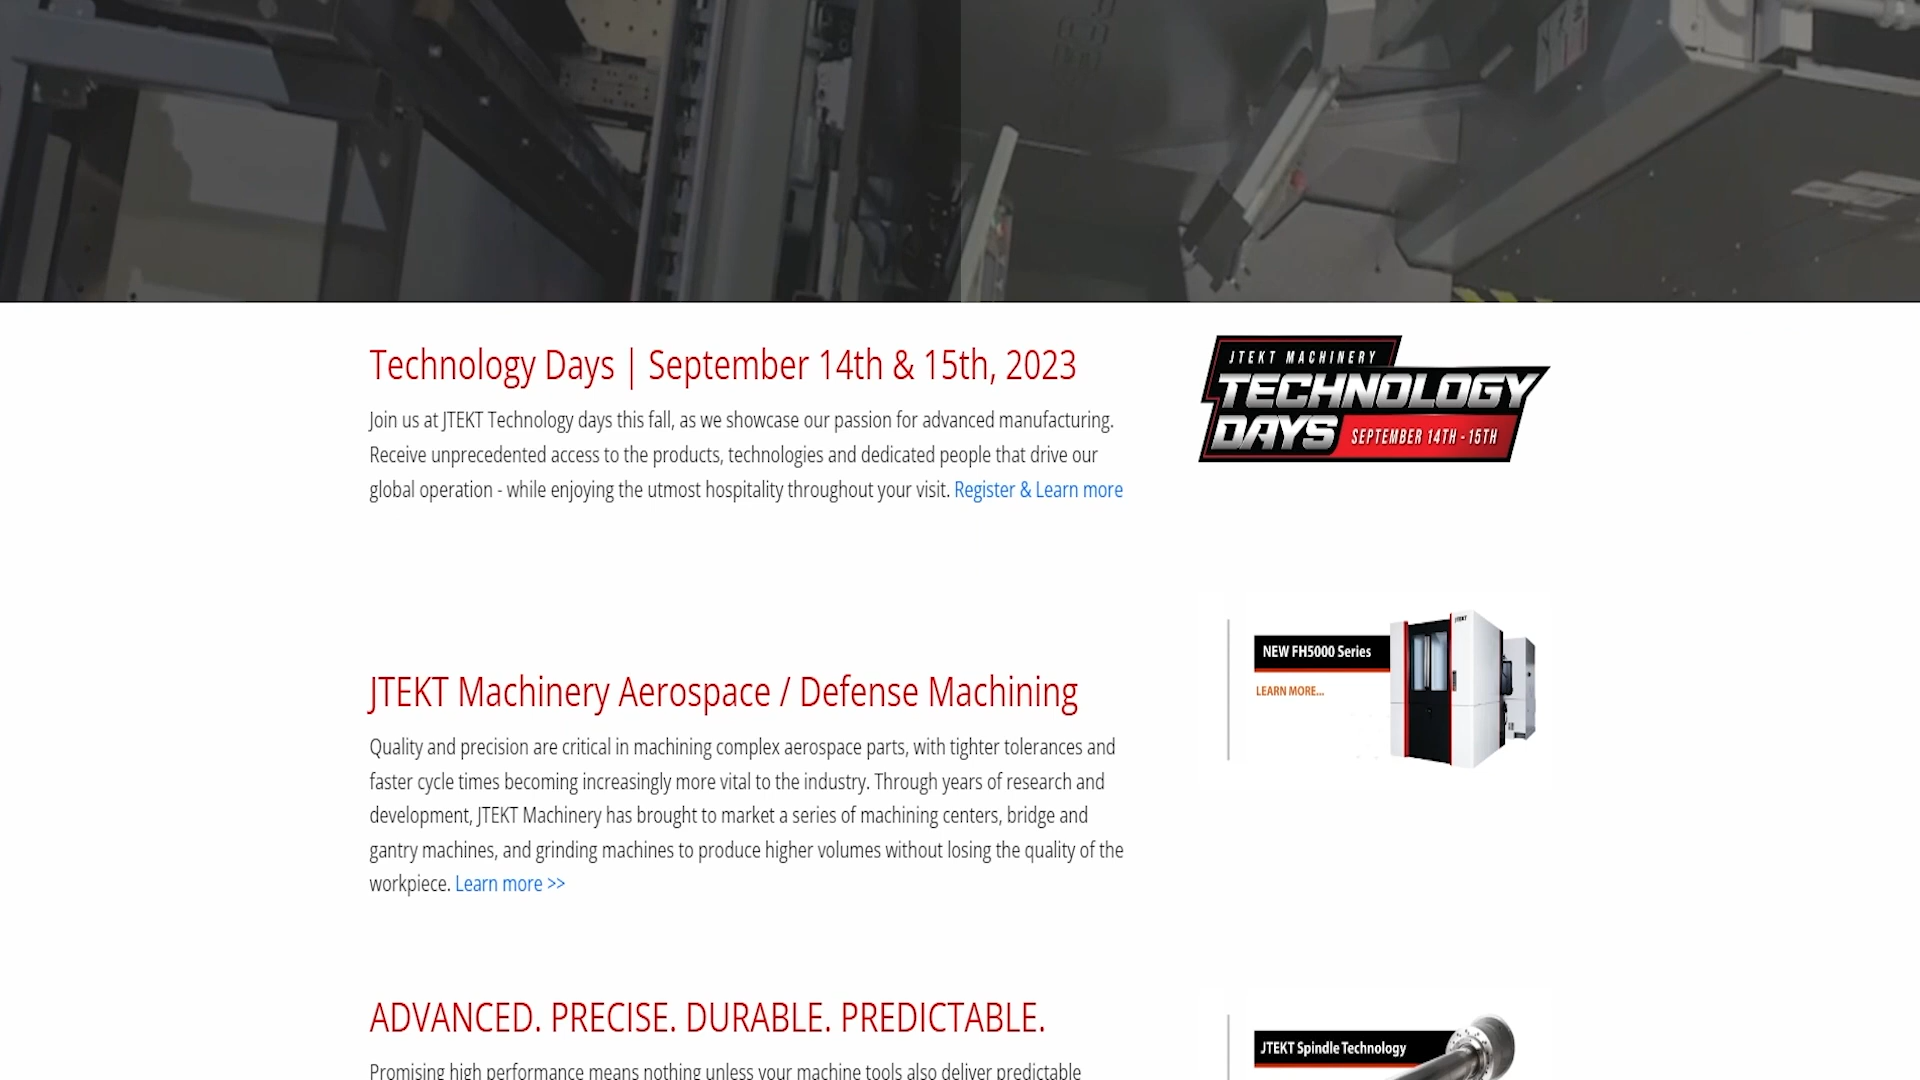 Technology Days | September 14th & 15th, 2023
Join us at JTEKT Technology days this fall, as we showcase our passion for advanced manufacturing.
Receive unprecedented access to the products, technologies and dedicated people that drive our
global operation - while enjoying the utmost hospitality throughout your visit. Register & Learn more
JTEKT MACHINERY
TECHNOLOGY
DAYS
SEPTEMBER 14TH - 15TH
NEW FH5000 Series
LEARN MORE...
JTEKT
JTEKT Machinery Aerospace / Defense Machining
Quality and precision are critical in machining complex aerospace parts, with tighter tolerances and
faster cycle times becoming increasingly more vital to the industry. Through years of research and
development, JTEKT Machinery has brought to market a series of machining centers, bridge and
gantry machines, and grinding machines to produce higher volumes without losing the quality of the
workpiece. Learn more >>
ADVANCED. PRECISE. DURABLE. PREDICTABLE.
Promising high performance means nothing unless your machine tools also deliver predictable
JTEKT Spindle Technology